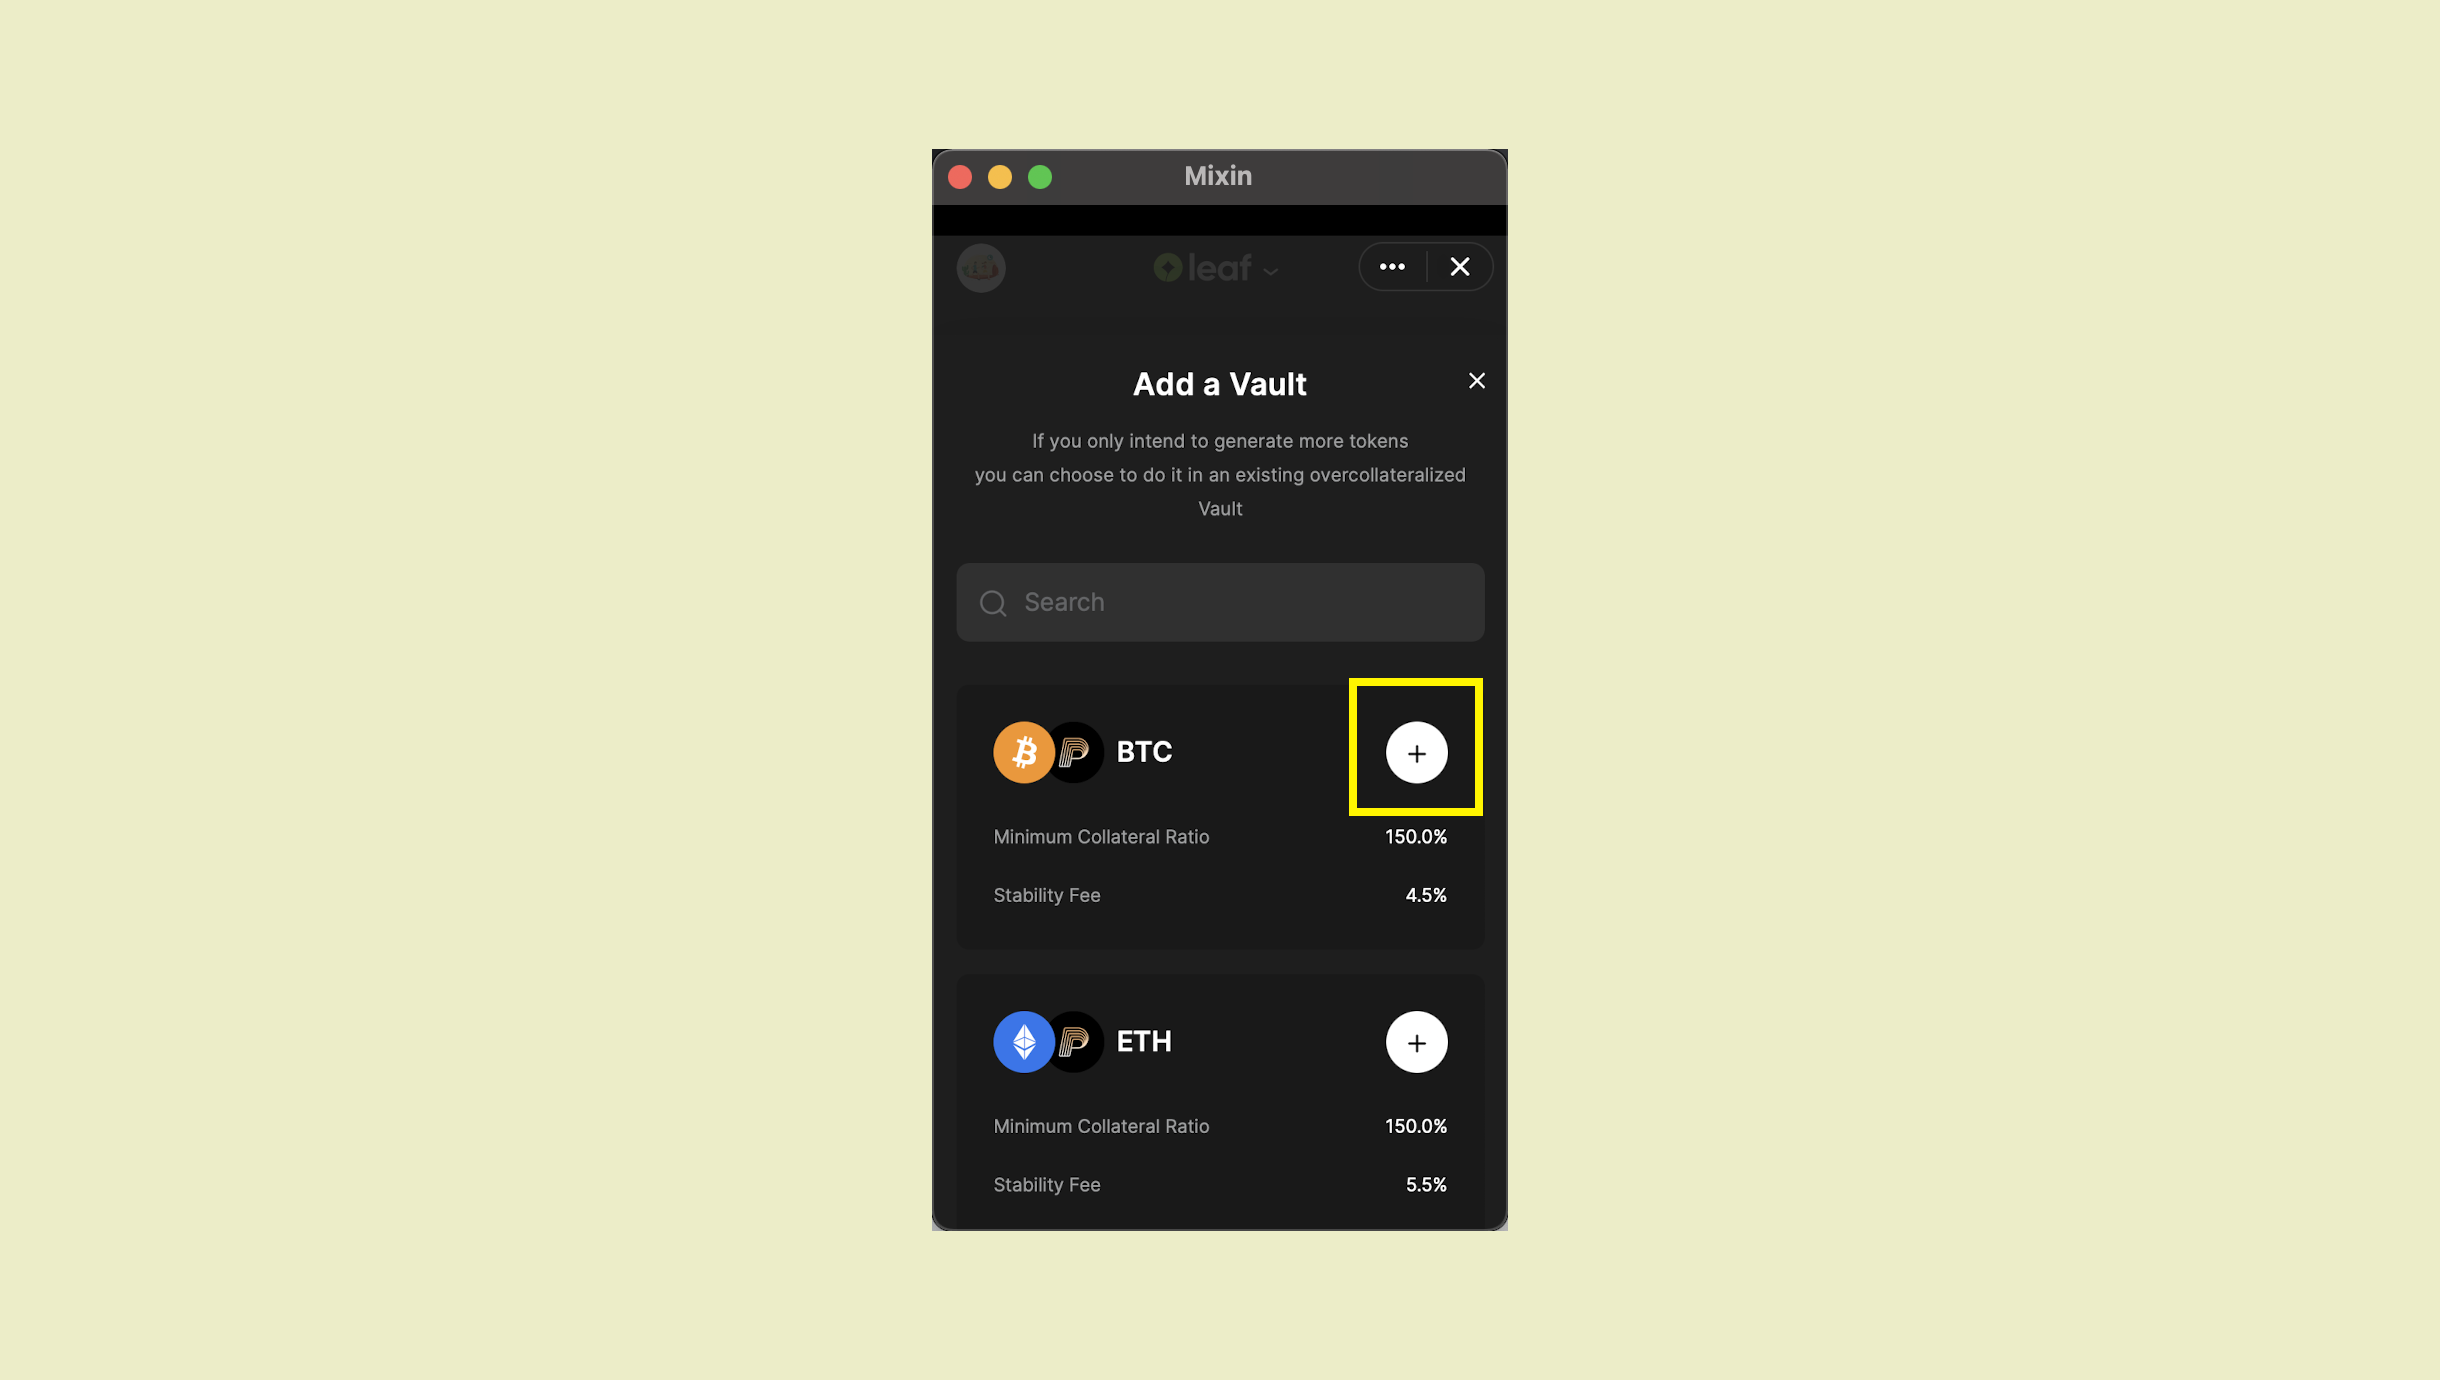 Mixin
leaf
Add a Vault
If you only intend to generate more tokens
you can choose to do it in an existing overcollateralized
Vault
Search
BTC
Minimum Collateral Ratio 150.0%
Stability Fee 4.5%
ETH
Minimum Collateral Ratio 150.0%
Stability Fee 5.5%